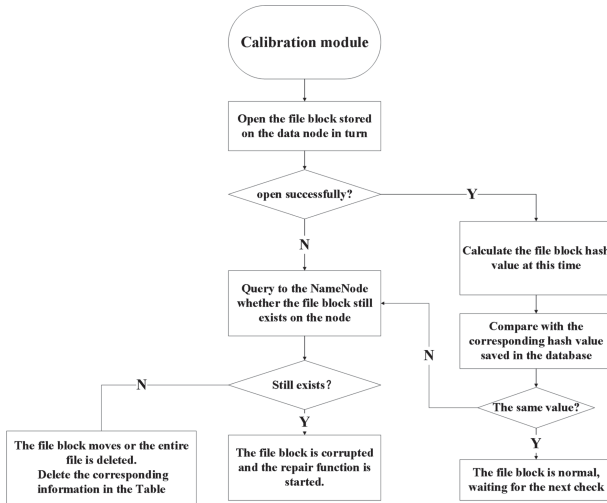 Calibration module
Open the file block stored
on the data node in turn
open successfully?
Y
N
Calculate the file block hash
value at this time
Query to the NameNode
whether the file block still
exists on the node
Compare with the
corresponding hash value
saved in the database
N
Still exists?
N
The same value?
Y
Y
The file block moves or the entire
file is deleted.
Delete the corresponding
information in the Table
The file block is corrupted
and the repair function is
started.
The file block is normal,
waiting for the next check